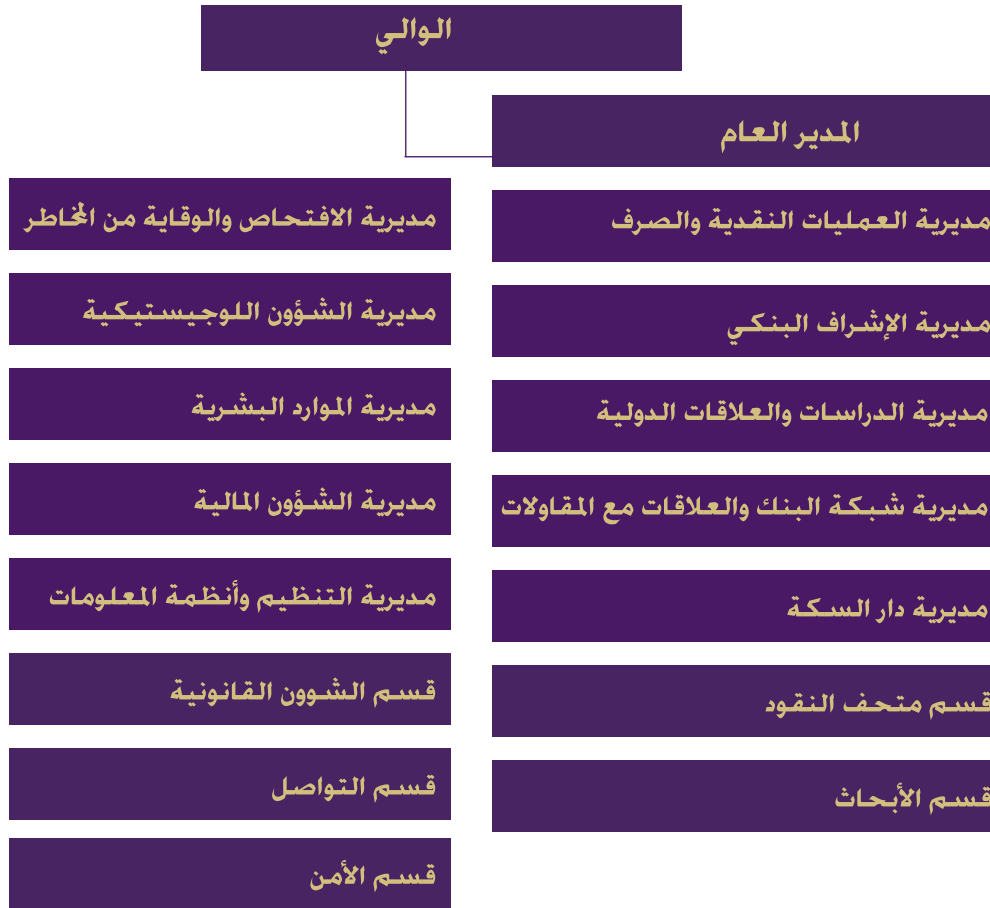 الوالي
المدير العام
مديرية العمليات النقدية والصرف
مديرية الإشراف البنكي
مديرية الدراسات والعلاقات الدولية
مديرية شبكة البنك والعلاقات مع المقاولات
مديرية دار السكة
قسم متحف النقود
قسم الأبحاث
مديرية الافتحاص والوقاية من المخاطر
مديرية الشؤون اللوجيستيكية
مديرية الموارد البشرية
مديرية الشؤون المالية
مديرية التنظيم وأنظمة المعلومات
قسم الشوون القانونية
قسم التواصل
قسم الأمن